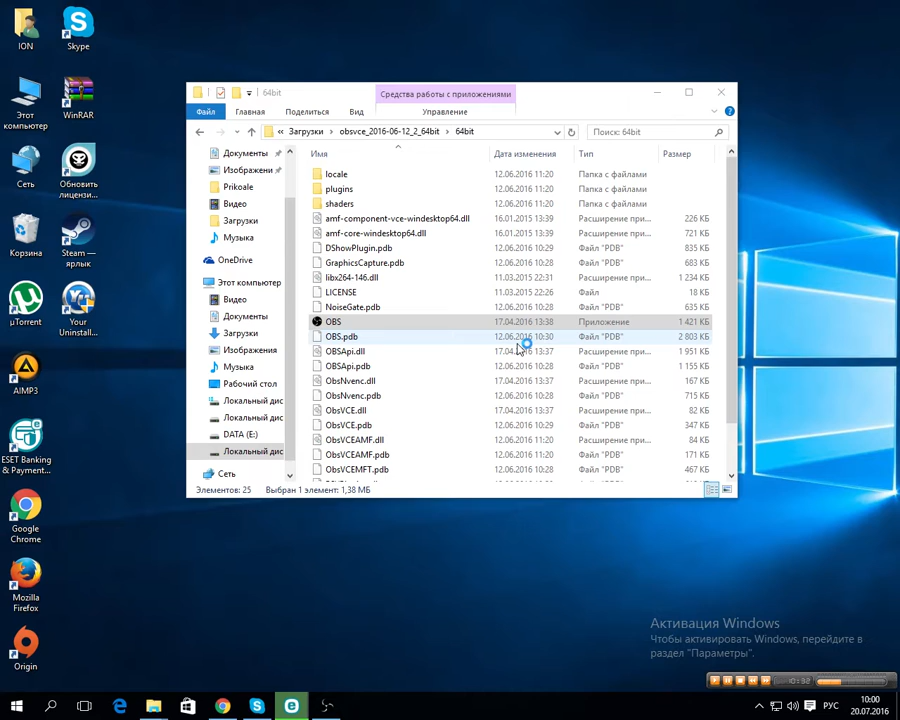 ION
Skype
Этот
компьютер
WinRAR
Сеть
Обновить
лицензи...
Корзина
Steam —
ярлык
µTorrent
Your
Uninstall...
AIMP3
ESET Banking
& Payment...
Google
Chrome
Mozilla
Firefox
Origin
64bit
Средства работы с приложениями
Файл
Главная
Поделиться
Вид
Управление
« Загрузки › obsvce_2016-06-12_2_64bit › 64bit
Поиск: 64bit
Документы
Изображени
Prikoale
Видео
Загрузки
Музыка
OneDrive
Этот компьютер
Видео
Документы
Загрузки
Изображения
Музыка
Рабочий стол
Локальный дис
Локальный дис
DATA (E:)
Локальный дис
Сеть
Имя Дата изменения Тип Размер
locale 12.06.2016 11:20 Папка с файлами
plugins 12.06.2016 11:20 Папка с файлами
shaders 12.06.2016 11:20 Папка с файлами
amf-component-vce-windesktop64.dll 16.01.2015 13:39 Расширение при... 226 КБ
amf-core-windesktop64.dll 16.01.2015 13:39 Расширение при... 721 КБ
DShowPlugin.pdb 12.06.2016 10:29 Файл "PDB" 835 КБ
GraphicsCapture.pdb 12.06.2016 10:28 Файл "PDB" 683 КБ
libx264-146.dll 11.03.2015 22:31 Расширение при... 1 234 КБ
LICENSE 11.03.2015 22:26 Файл 18 КБ
NoiseGate.pdb 12.06.2016 10:28 Файл "PDB" 635 КБ
OBS 17.04.2016 13:38 Приложение 1 421 КБ
OBS.pdb 12.06.2016 10:30 Файл "PDB" 2 803 КБ
OBSApi.dll 17.04.2016 13:37 Расширение при... 1 951 КБ
OBSApi.pdb 12.06.2016 10:28 Файл "PDB" 1 155 КБ
ObsNvenc.dll 17.04.2016 13:37 Расширение при... 167 КБ
ObsNvenc.pdb 12.06.2016 10:28 Файл "PDB" 715 КБ
ObsVCE.dll 17.04.2016 13:37 Расширение при... 82 КБ
ObsVCE.pdb 12.06.2016 10:28 Файл "PDB" 347 КБ
ObsVCEAMF.dll 12.06.2016 11:20 Расширение при... 84 КБ
ObsVCEAMF.pdb 12.06.2016 10:28 Файл "PDB" 171 КБ
ObsVCEMFT.pdb 12.06.2016 10:28 Файл "PDB" 467 КБ
Элементов: 25 Выбран 1 элемент: 1,38 МБ
Активация Windows
Чтобы активировать Windows, перейдите в
раздел "Параметры".
10:32
РУС
10:00
20.07.2016